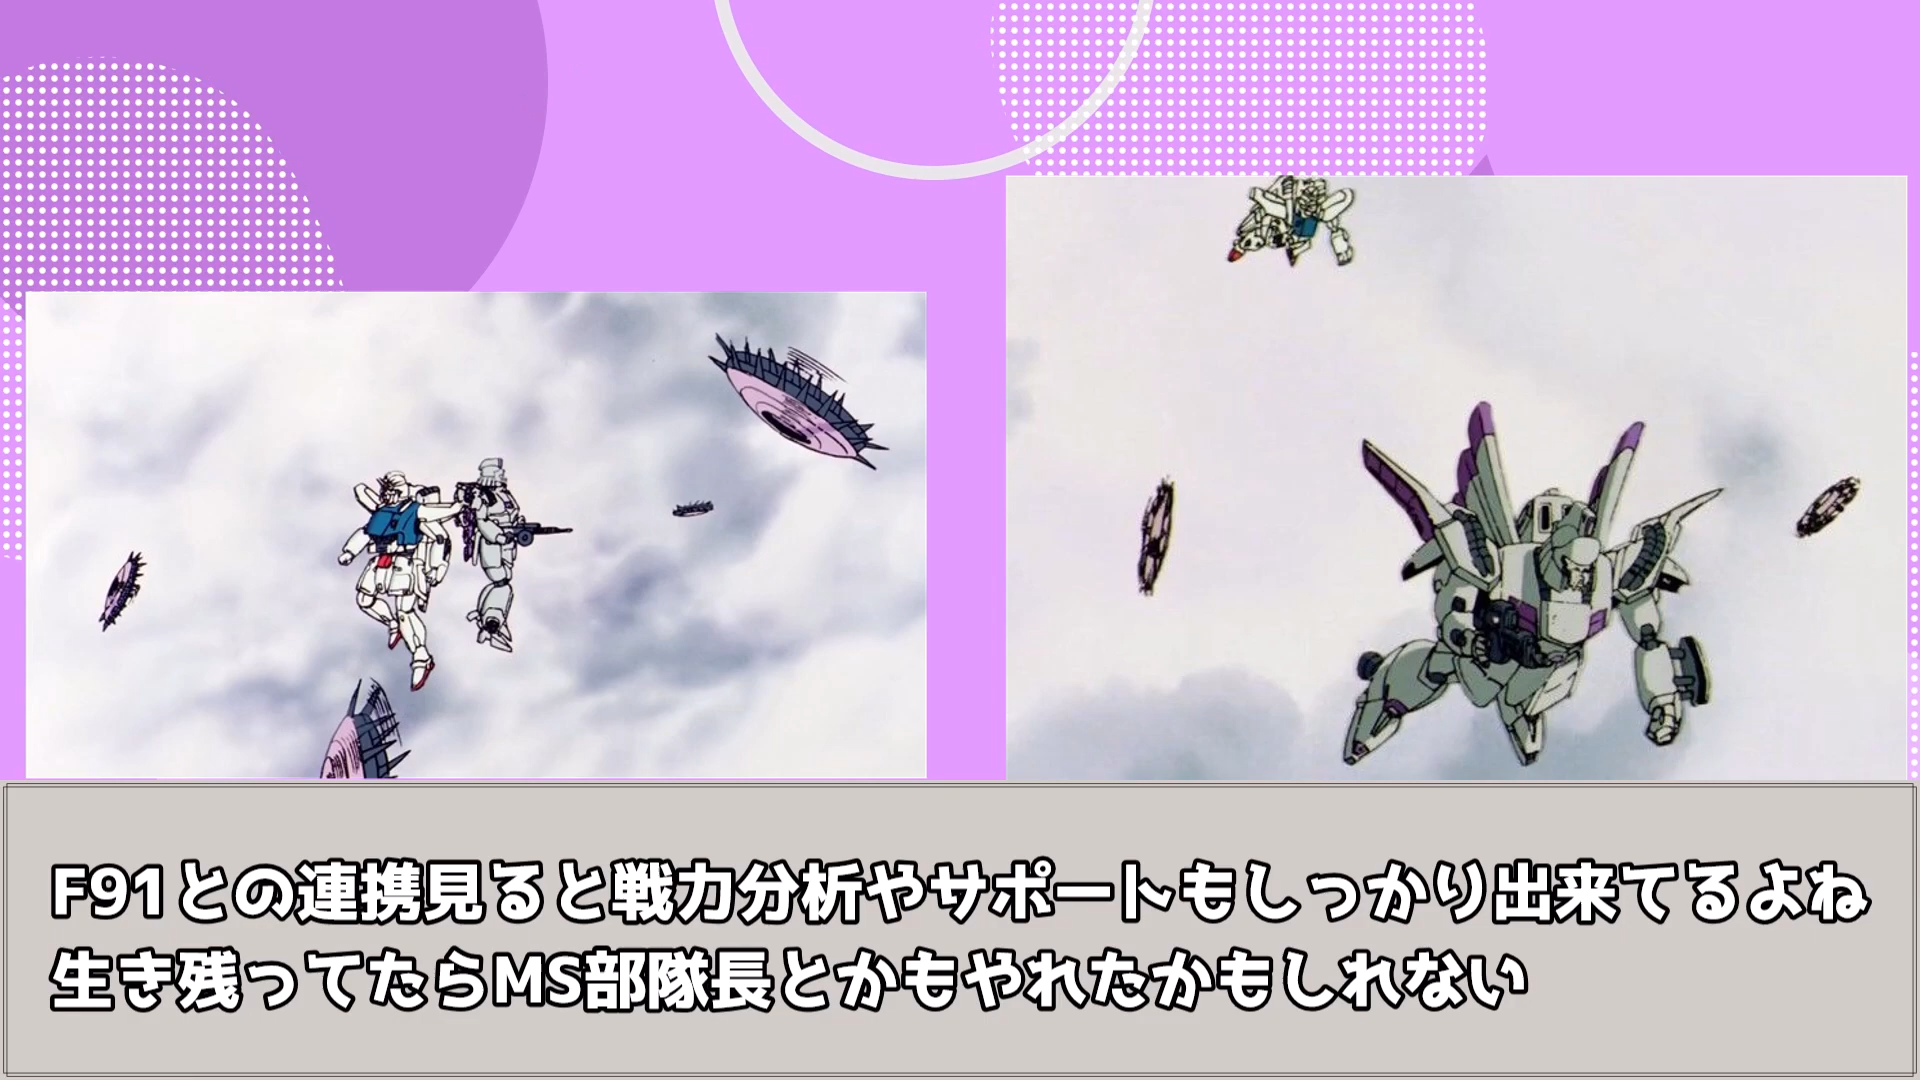 F91との連携見ると戦力分析やサポートもしっかり出来てるよね
生き残ってたらMS部隊長とかもやれたかもしれない